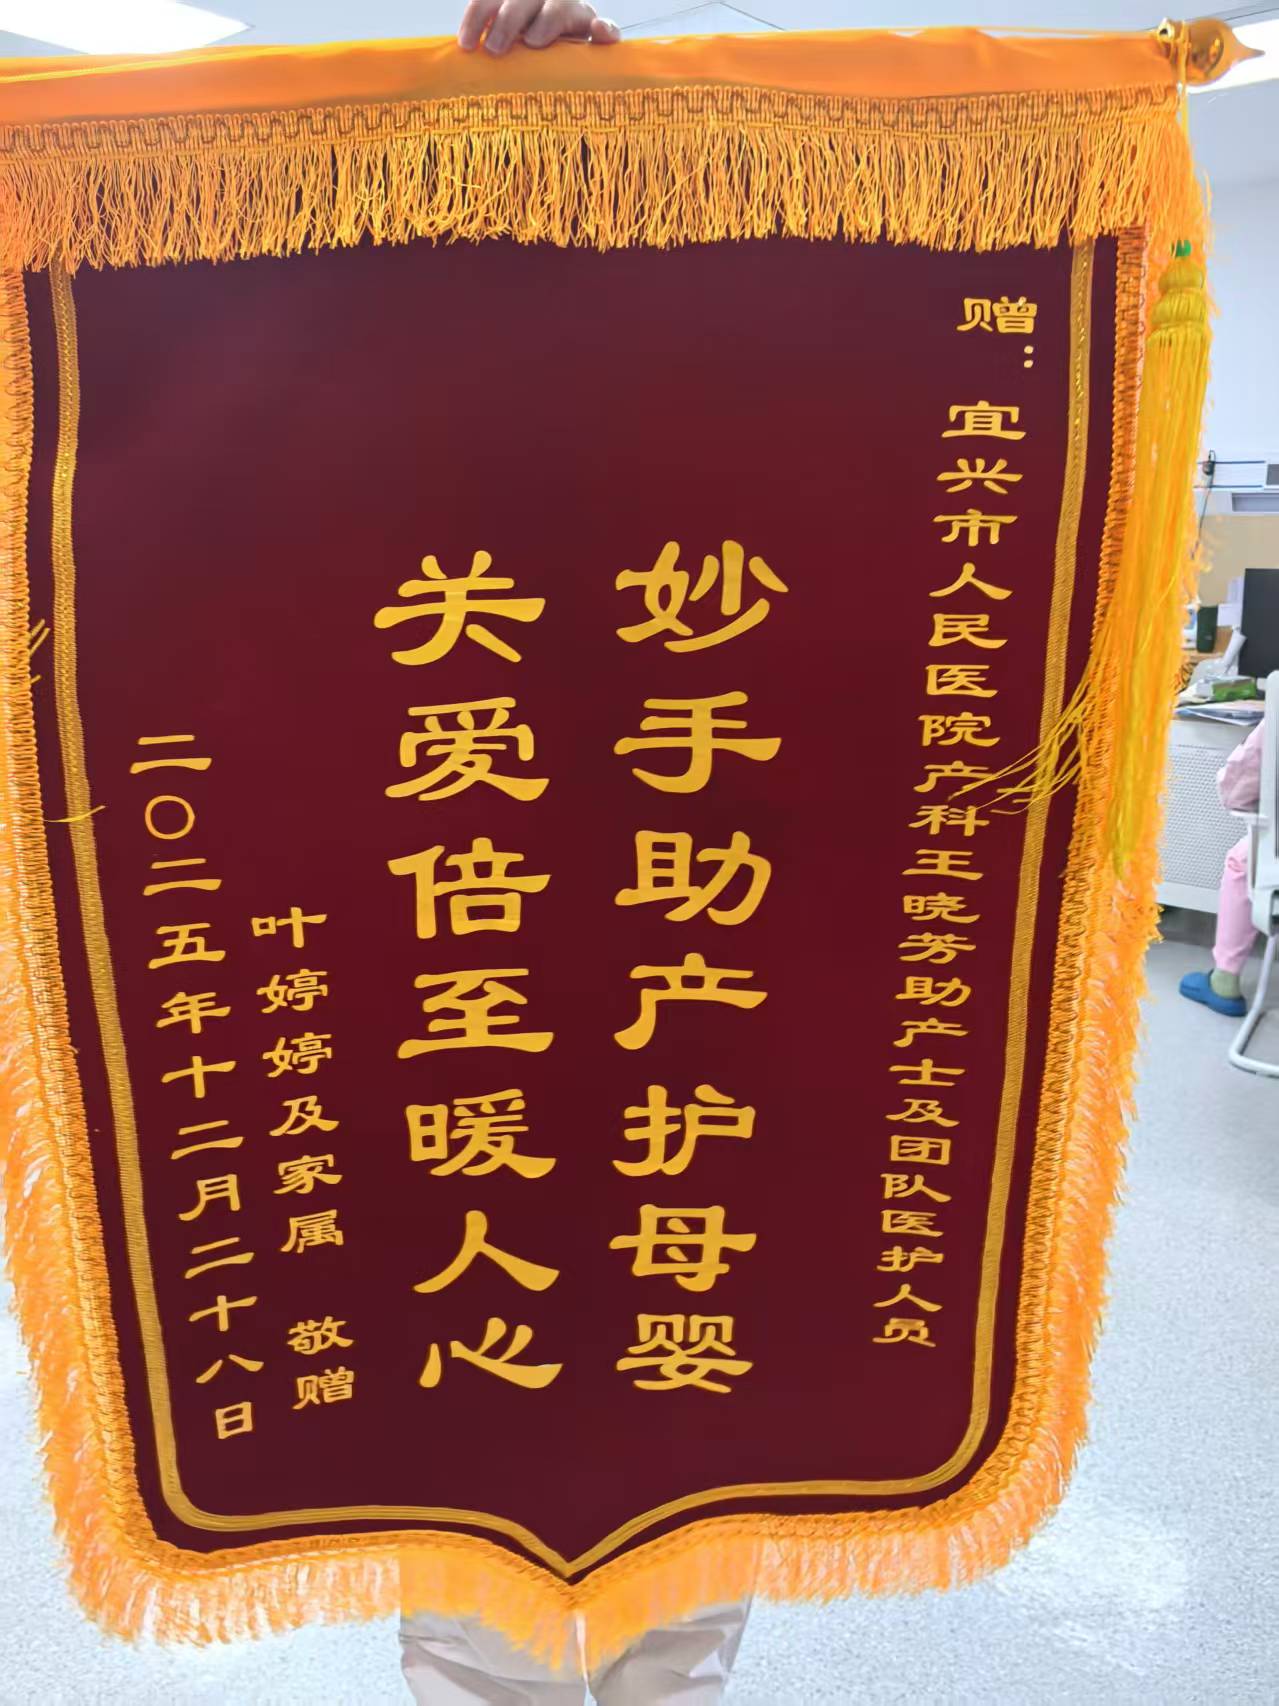 赠：宜兴市人民医院产科王晓芳助产士及团队医护人员
妙手助产护母婴
关爱倍至暖人心
叶婷婷及家属 敬赠
二〇二五年十二月二十八日